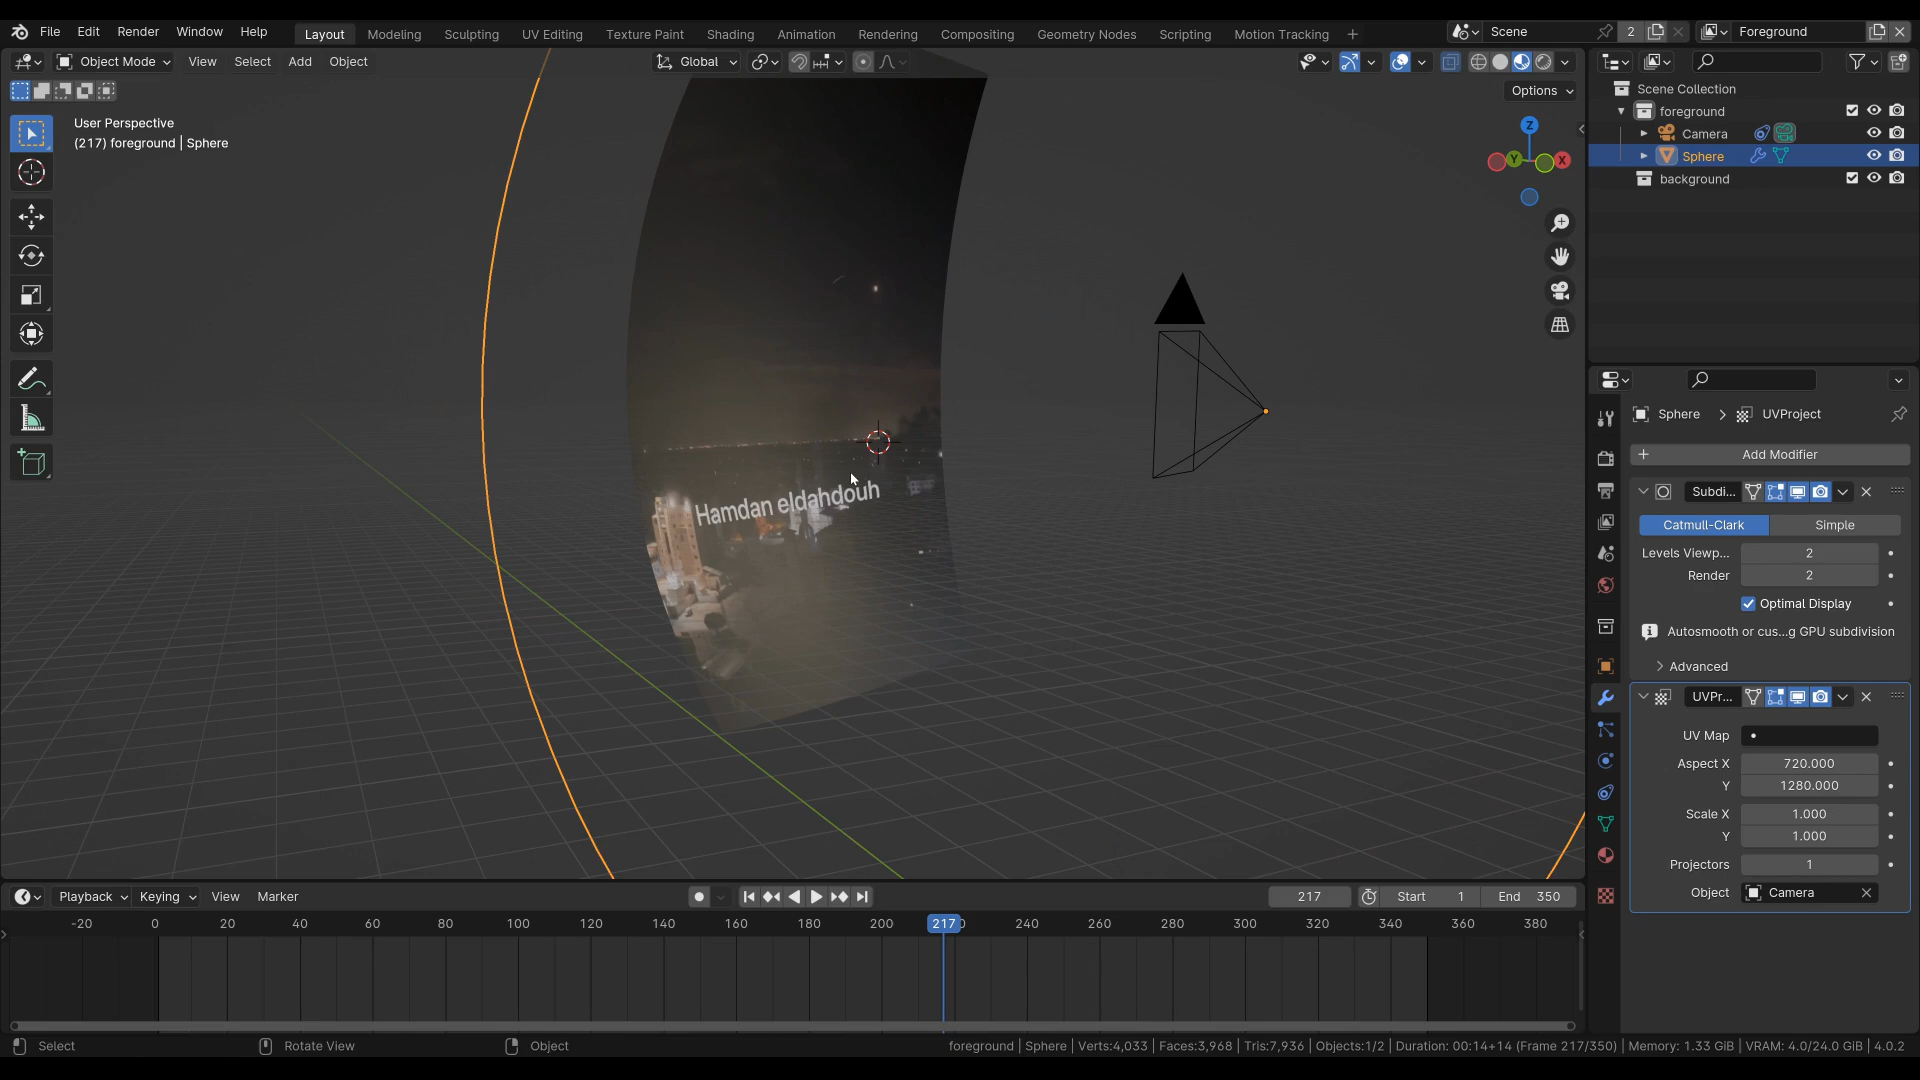 File Edit Render Window Help Layout Modeling Sculpting UV Editing Texture Paint Shading Animation Rendering Compositing Geometry Nodes Scripting Motion Tracking + Scene 2 Foreground
Object Mode View Select Add Object Global
Options
User Perspective
(217) foreground | Sphere
Z
Y X
Hamdan eldahdouh
Scene Collection
foreground
Camera
Sphere
background
Sphere > UVProject
+ Add Modifier
Subdi...
Catmull-Clark Simple
Levels Viewp... 2
Render 2
Optimal Display
Autosmooth or cus...g GPU subdivision
Advanced
UVPr...
UV Map
Aspect X 720.000
Y 1280.000
Scale X 1.000
Y 1.000
Projectors 1
Object Camera
Playback Keying View Marker 217 Start 1 End 350
-20 0 20 40 60 80 100 120 140 160 180 200 217 240 260 280 300 320 340 360 380
Select Rotate View Object foreground | Sphere | Verts:4,033 | Faces:3,968 | Tris:7,936 | Objects:1/2 | Duration: 00:14+14 (Frame 217/350) | Memory: 1.33 GiB | VRAM: 4.0/24.0 GiB | 4.0.2